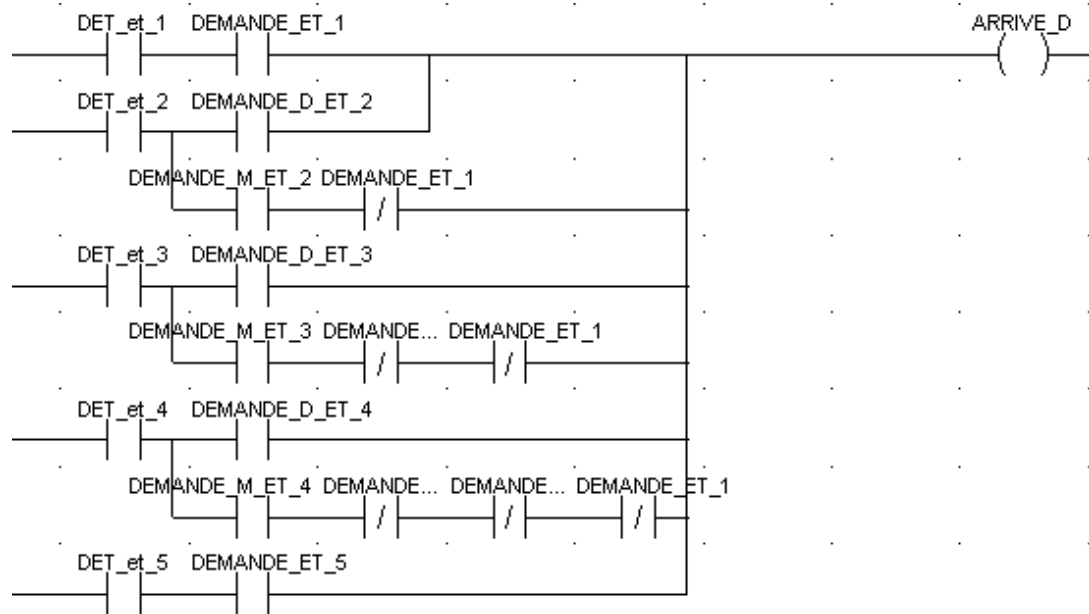 DET_et_1 DEMANDE_ET_1 ARRIVE_D
DET_et_2 DEMANDE_D_ET_2
DEMANDE_M_ET_2 DEMANDE_ET_1
DET_et_3 DEMANDE_D_ET_3
DEMANDE_M_ET_3 DEMANDE... DEMANDE_ET_1
DET_et_4 DEMANDE_D_ET_4
DEMANDE_M_ET_4 DEMANDE... DEMANDE... DEMANDE_ET_1
DET_et_5 DEMANDE_ET_5